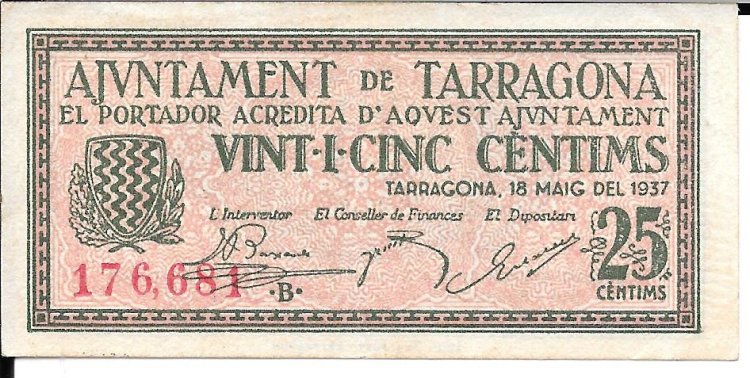 AJVNTAMENT DE TARRAGONA
EL PORTADOR ACREDITA D'AQVEST AJVNTAMENT
VINT·I·CINC CÈNTIMS
TARRAGONA, 18 MAIG DEL 1937
L'Interventor El Conseller de Finances El Dipositari
25
CÈNTIMS
176,681
·B·